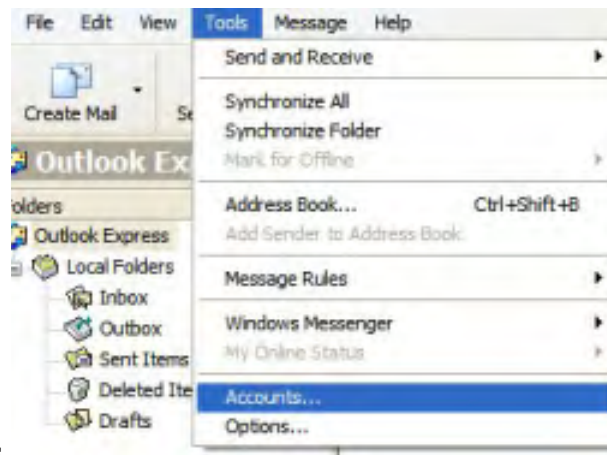 File Edit View Tools Message Help
Send and Receive
Create Mail
Synchronize All
Synchronize Folder
Mark for Offline
Outlook Ex
olders
Address Book... Ctrl+Shift+B
Outlook Express
Add Sender to Address Book
Local Folders
Message Rules
Inbox
Outbox
Windows Messenger
Sent Items
My Online Status
Deleted Ite
Accounts...
Drafts
Options...